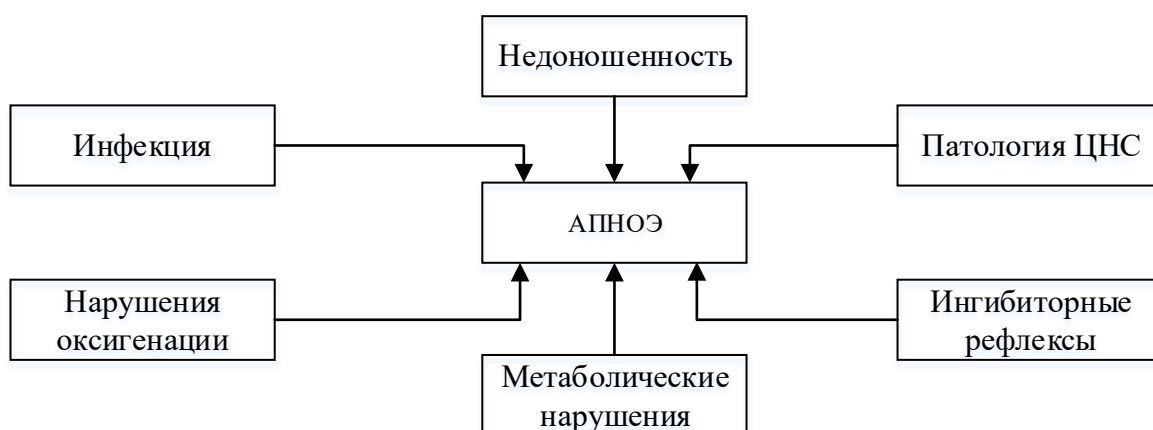 Недоношенность
Инфекция
Патология ЦНС
АПНОЭ
Нарушения
оксигенации
Ингибиторные
рефлексы
Метаболические
нарушения